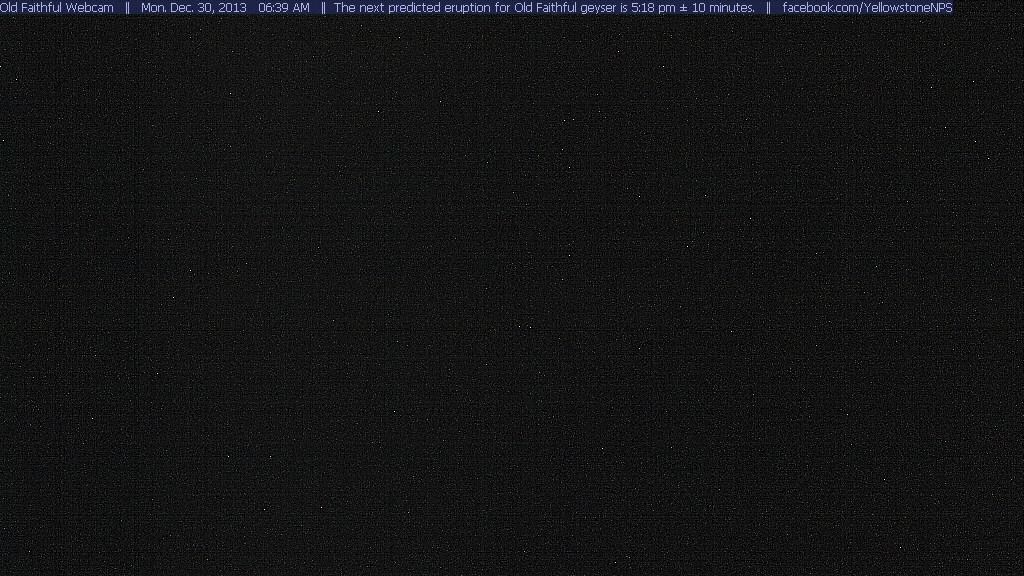 Old Faithful Webcam || Mon. Dec. 30, 2013 06:39 AM || The next predicted eruption for Old Faithful geyser is 5:18 pm ± 10 minutes. || facebook.com/YellowstoneNPS